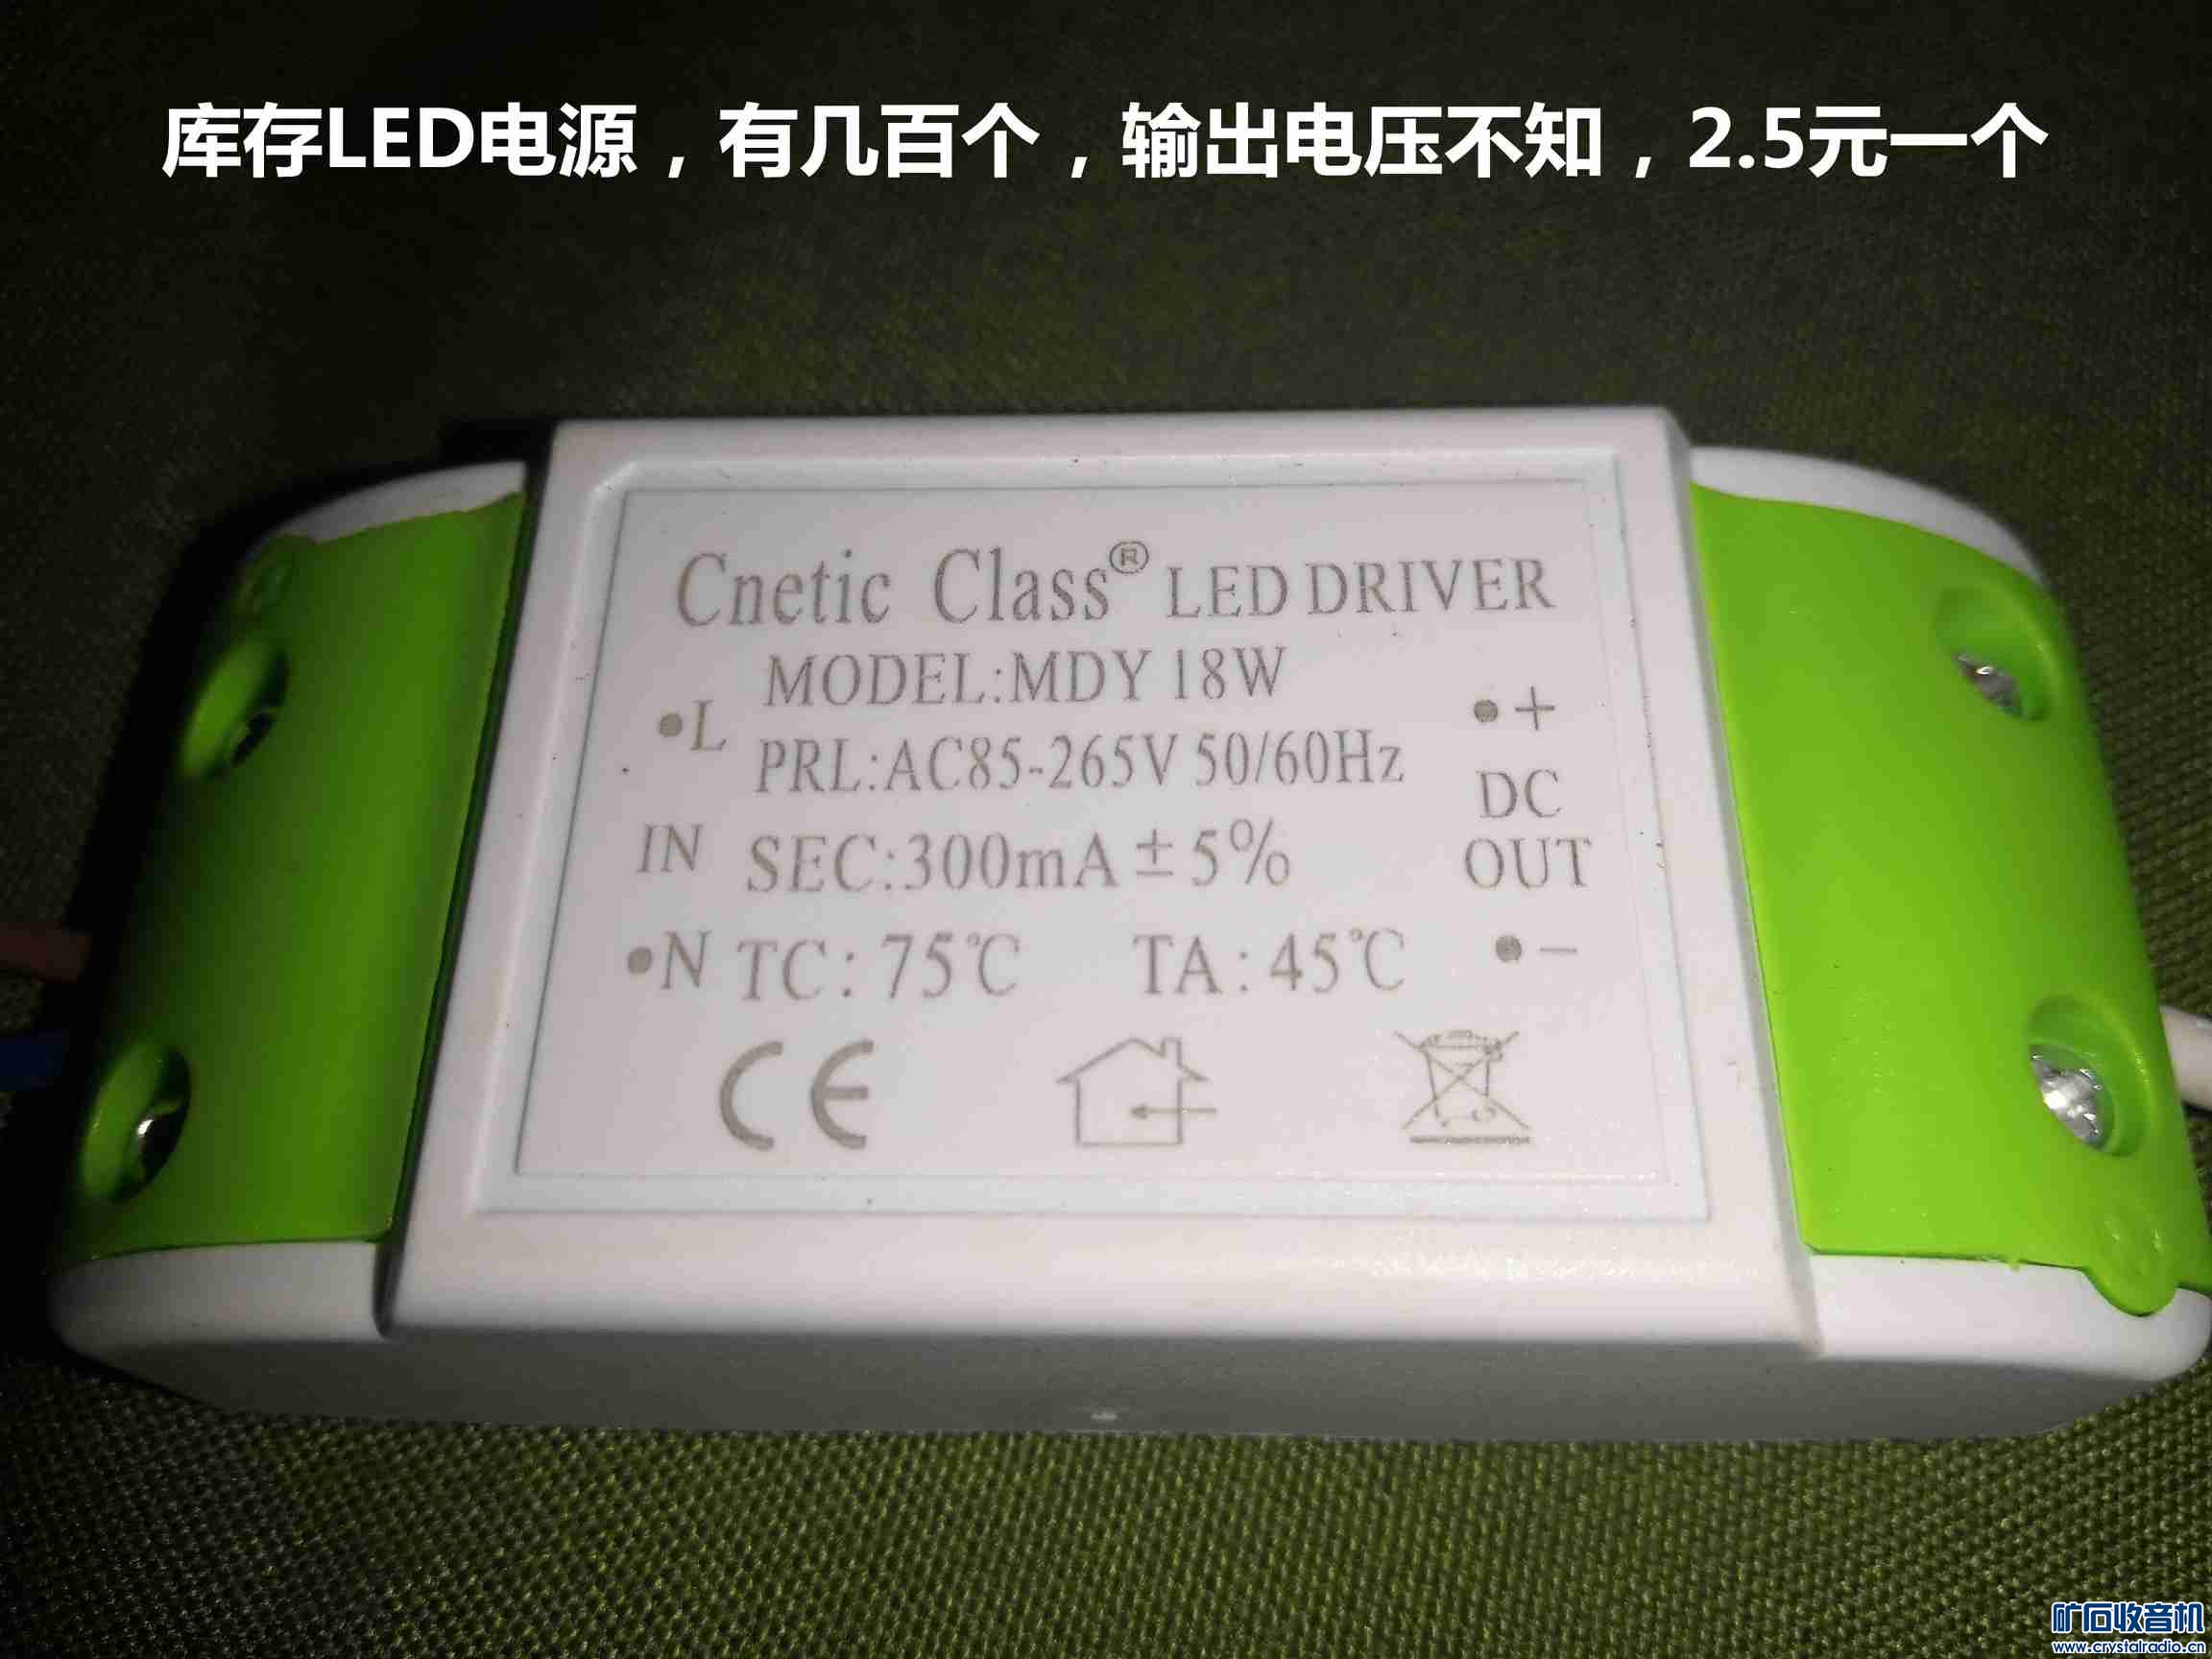 库存LED电源，有几百个，输出电压不知，2.5元一个
Cnetic Class® LED DRIVER
MODEL:MDY 18W
•L
PRL:AC85-265V 50/60Hz
•+
DC
IN
SEC:300mA±5%
OUT
•N
TC: 75℃ TA: 45℃
•−
CE
矿石收音机
www.crystalradio.cn